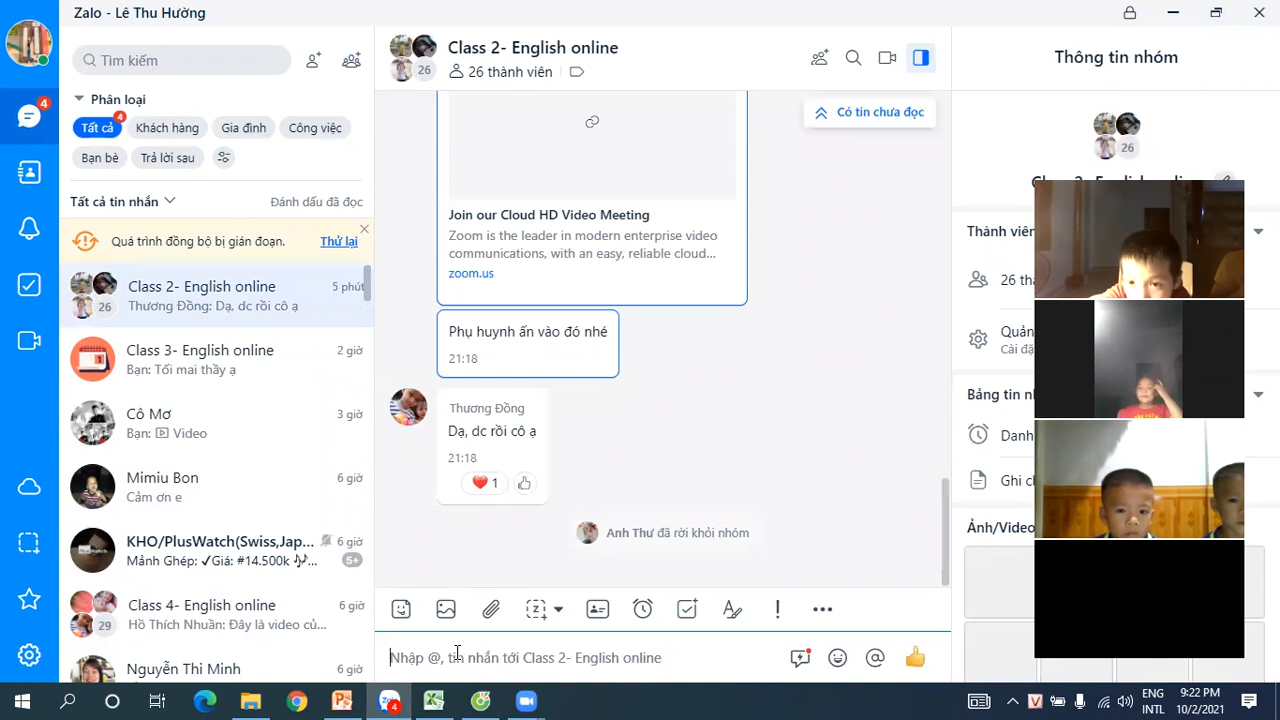 Zalo - Lê Thu Hường
Tìm kiếm
Phân loại
Tất cả
4
Khách hàng
Gia đình
Công việc
Bạn bè
Trả lời sau
Tất cả tin nhắn
Đánh dấu đã đọc
Quá trình đồng bộ bị gián đoạn.
Thử lại
Class 2- English online
5 phút
26
Thương Đồng: Dạ, dc rồi cô ạ
Class 3- English online
2 giờ
Bạn: Tối mai thầy ạ
Cô Mơ
3 giờ
Bạn: Video
Mimiu Bon
6 giờ
Cảm ơn e
KHO/PlusWatch(Swiss,Jap...
6 giờ
Mảnh Ghép: ✔Giá: #14.500k 🎶...
5+
Class 4- English online
6 giờ
29
Hồ Thích Nhuần: Đây là video củ...
Nguyễn Thi Minh
6 giờ
4
Class 2- English online
26
26 thành viên
Có tin chưa đọc
Join our Cloud HD Video Meeting
Zoom is the leader in modern enterprise video
communications, with an easy, reliable cloud...
zoom.us
Phụ huynh ấn vào đó nhé
21:18
Thương Đồng
Dạ, dc rồi cô ạ
21:18
❤️ 1
Anh Thư đã rời khỏi nhóm
Nhập @, tin nhắn tới Class 2- English online
Thông tin nhóm
26
Thành viên
26
Quản
Cài đặ
Bảng tin n
Danh
Ghi c
Ảnh/Video
4
ENG
INTL
9:22 PM
10/2/2021